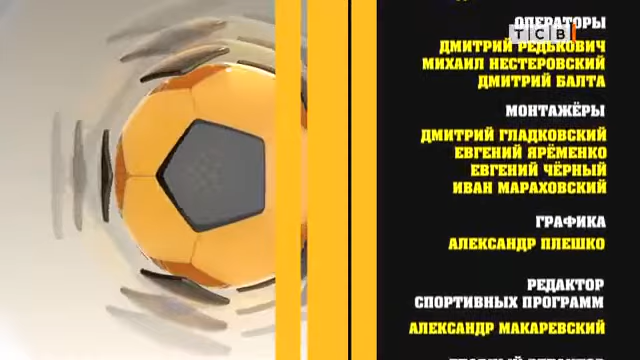 ОПЕРАТОРЫ
ТСВ
ДМИТРИЙ РЕДЬКОВИЧ
МИХАИЛ НЕСТЕРОВСКИЙ
ДМИТРИЙ БАЛТА
МОНТАЖЁРЫ
ДМИТРИЙ ГЛАДКОВСКИЙ
ЕВГЕНИЙ ЯРЁМЕНКО
ЕВГЕНИЙ ЧЁРНЫЙ
ИВАН МАРАХОВСКИЙ
ГРАФИКА
АЛЕКСАНДР ПЛЕШКО
РЕДАКТОР
СПОРТИВНЫХ ПРОГРАММ
АЛЕКСАНДР МАКАРЕВСКИЙ